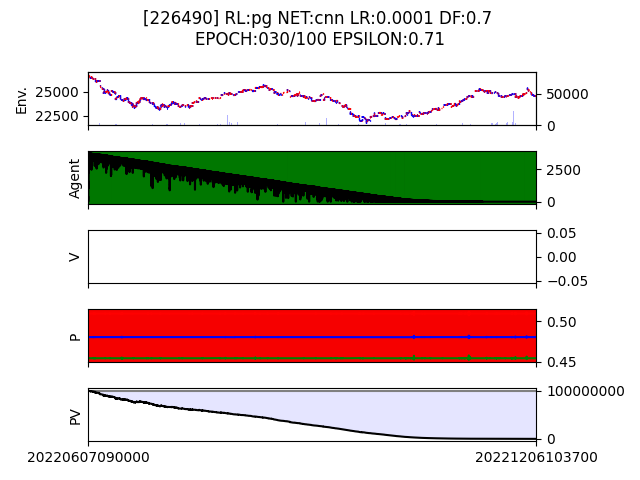 [226490] RL:pg NET:cnn LR:0.0001 DF:0.7
EPOCH:030/100 EPSILON:0.71
Env.
25000
22500
50000
0
Agent
2500
0
V
0.05
0.00
−0.05
P
0.50
0.45
PV
100000000
0
20220607090000
20221206103700